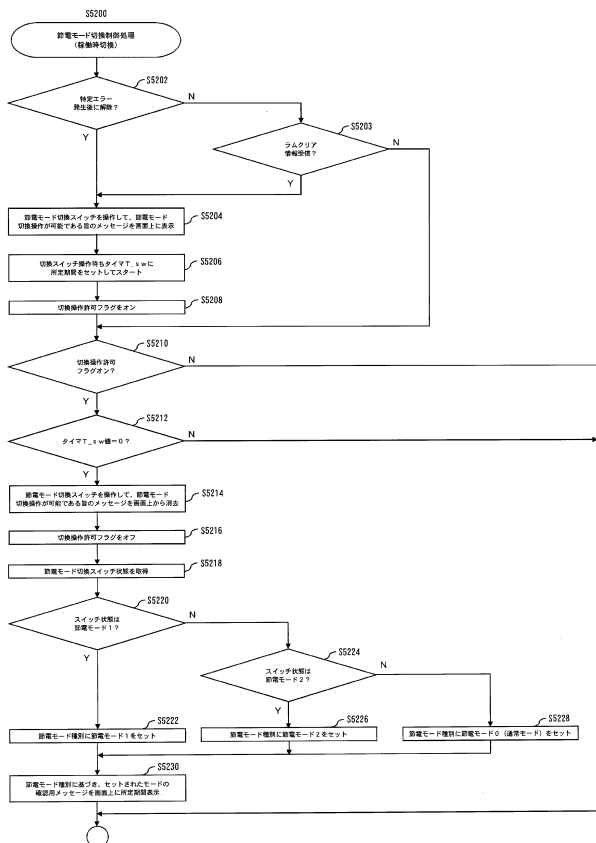 S5200
節電モード切換制御処理
(稼働時切換)
S5202
特定エラー
発生後に解除?
N
Y
S5203
ラムクリア
情報受信?
N
Y
S5204
節電モード切換スイッチを操作して、節電モード
切換操作が可能である旨のメッセージを画面上に表示
S5206
切換スイッチ操作待ちタイマT_swに
所定期間をセットしてスタート
S5208
切換操作許可フラグをオン
S5210
切換操作許可
フラグオン?
N
Y
S5212
タイマT_sw値=0?
N
Y
S5214
節電モード切換スイッチを操作して、節電モード
切換操作が可能である旨のメッセージを画面上から消去
S5216
切換操作許可フラグをオフ
S5218
節電モード切換スイッチ状態を取得
S5220
スイッチ状態は
節電モード1?
N
Y
S5224
スイッチ状態は
節電モード2?
N
Y
S5222
節電モード種別に節電モード1をセット
S5226
節電モード種別に節電モード2をセット
S5228
節電モード種別に節電モード0(通常モード)をセット
S5230
節電モード種別に基づき、セットされたモードの
確認用メッセージを画面上に所定期間表示